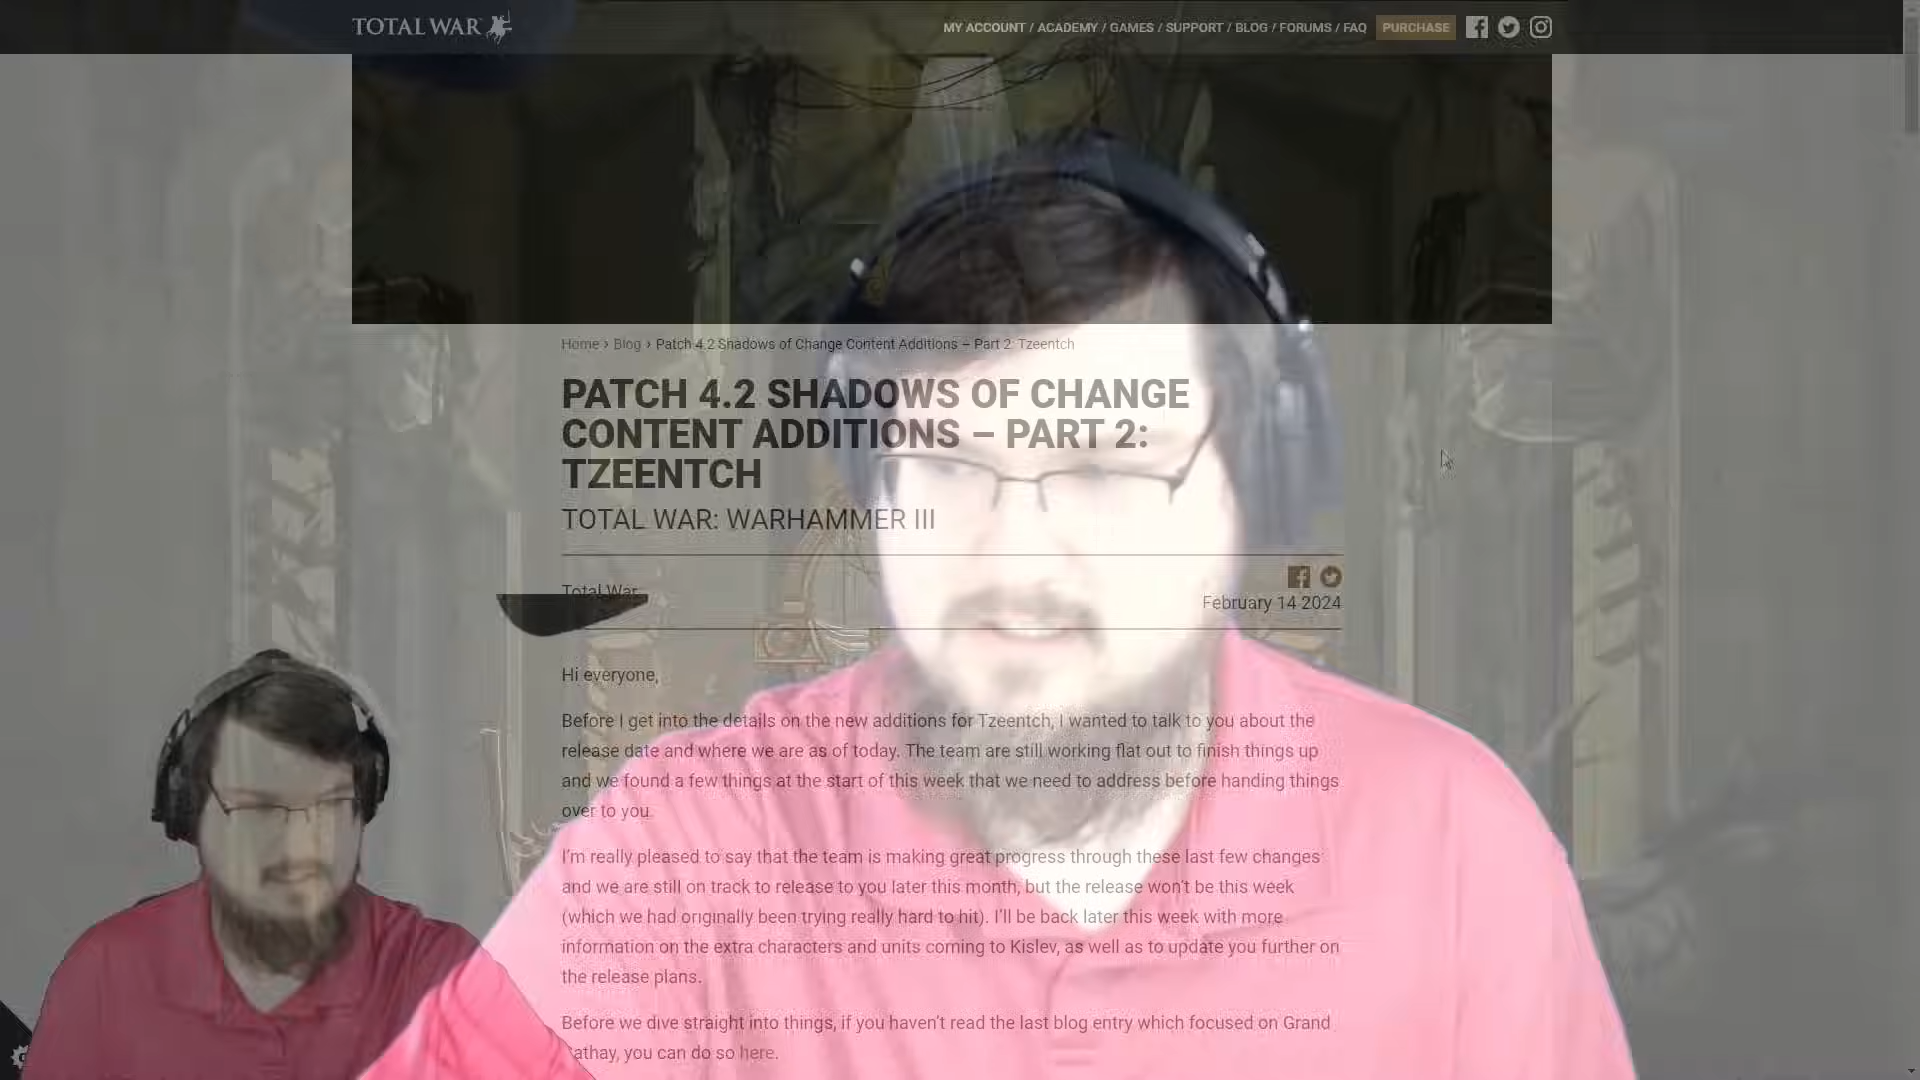 TOTAL WAR
MY ACCOUNT / ACADEMY / GAMES / SUPPORT / BLOG / FORUMS / FAQ PURCHASE
Home › Blog › Patch 4.2 Shadows of Change Content Additions – Part 2: Tzeentch
PATCH 4.2 SHADOWS OF CHANGE
CONTENT ADDITIONS – PART 2:
TZEENTCH
TOTAL WAR: WARHAMMER III
Total War
February 14 2024
Hi everyone,
Before I get into the details on the new additions for Tzeentch, I wanted to talk to you about the
release date and where we are as of today. The team are still working flat out to finish things up
and we found a few things at the start of this week that we need to address before handing things
over to you.
I'm really pleased to say that the team is making great progress through these last few changes
and we are still on track to release to you later this month, but the release won't be this week
(which we had originally been trying really hard to hit). I'll be back later this week with more
information on the extra characters and units coming to Kislev, as well as to update you further on
the release plans.
Before we dive straight into things, if you haven't read the last blog entry which focused on Grand
Cathay, you can do so here.